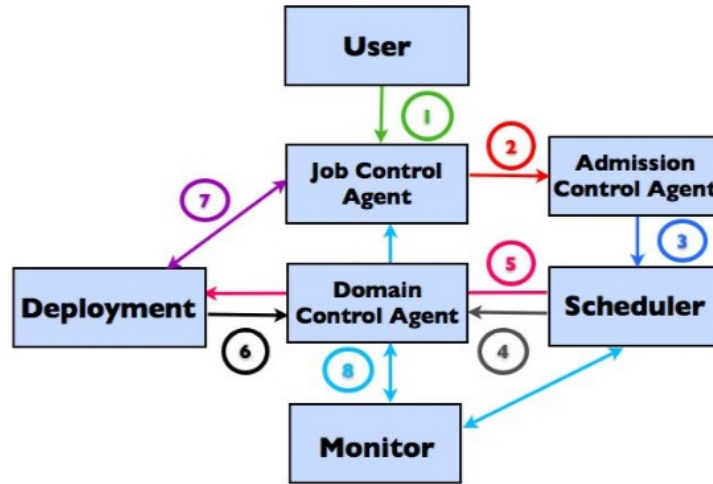 User
1
2
Job Control
Agent
Admission
Control Agent
7
3
5
Deployment
Domain
Control Agent
Scheduler
6
8
4
Monitor